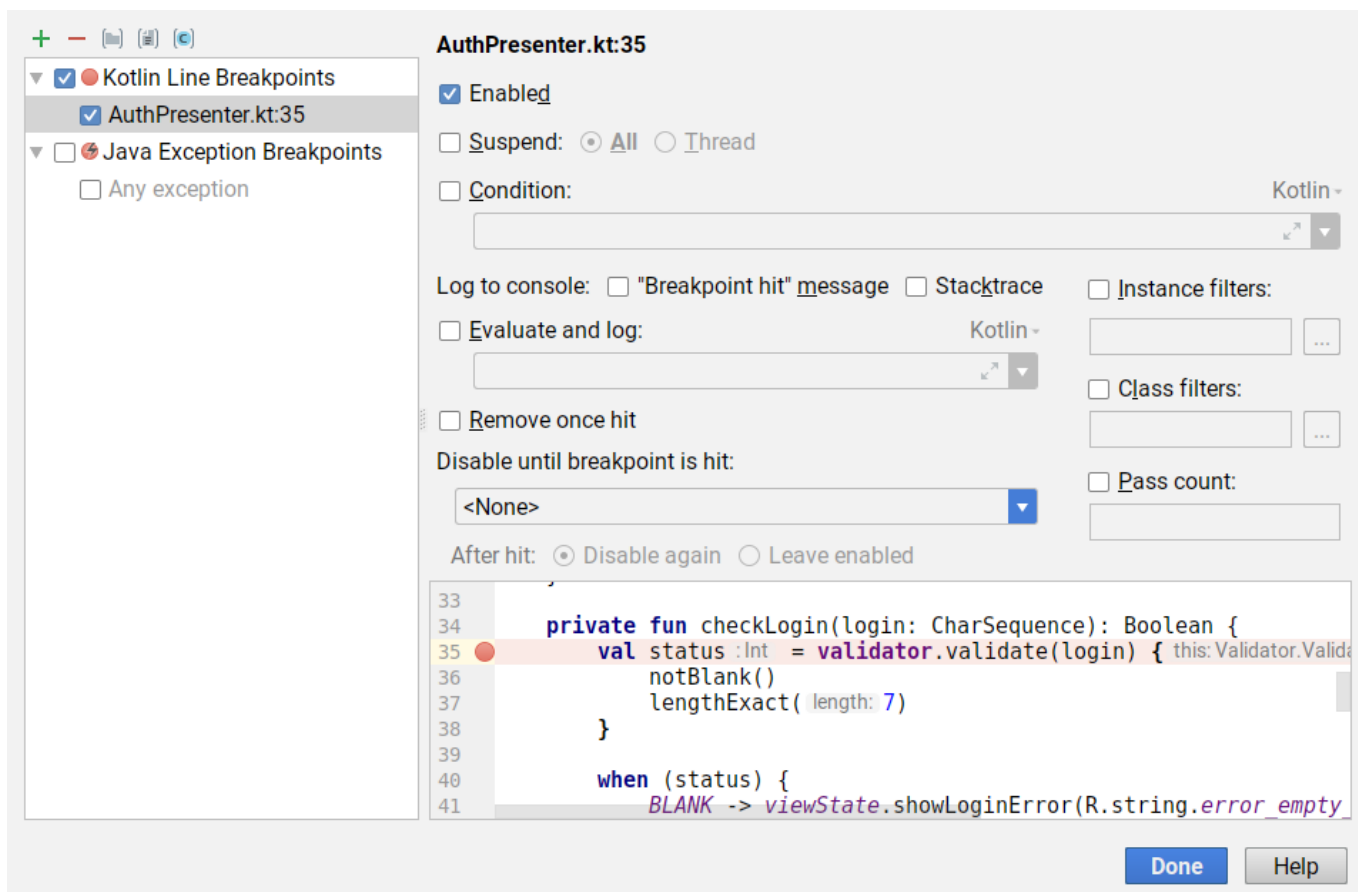 AuthPresenter.kt:35
Kotlin Line Breakpoints
AuthPresenter.kt:35
Java Exception Breakpoints
Any exception
Enabled
Suspend: All Thread
Condition: Kotlin
Log to console: "Breakpoint hit" message Stacktrace
Instance filters:
...
Evaluate and log: Kotlin
Class filters:
...
Remove once hit
Disable until breakpoint is hit:
<None>
Pass count:
After hit: Disable again Leave enabled
33
34 private fun checkLogin(login: CharSequence): Boolean {
35 val status : Int = validator.validate(login) { this: Validator.Valida
36 notBlank()
37 lengthExact( length: 7)
38 }
39
40 when (status) {
41 BLANK -> viewState.showLoginError(R.string.error_empty_
Done Help